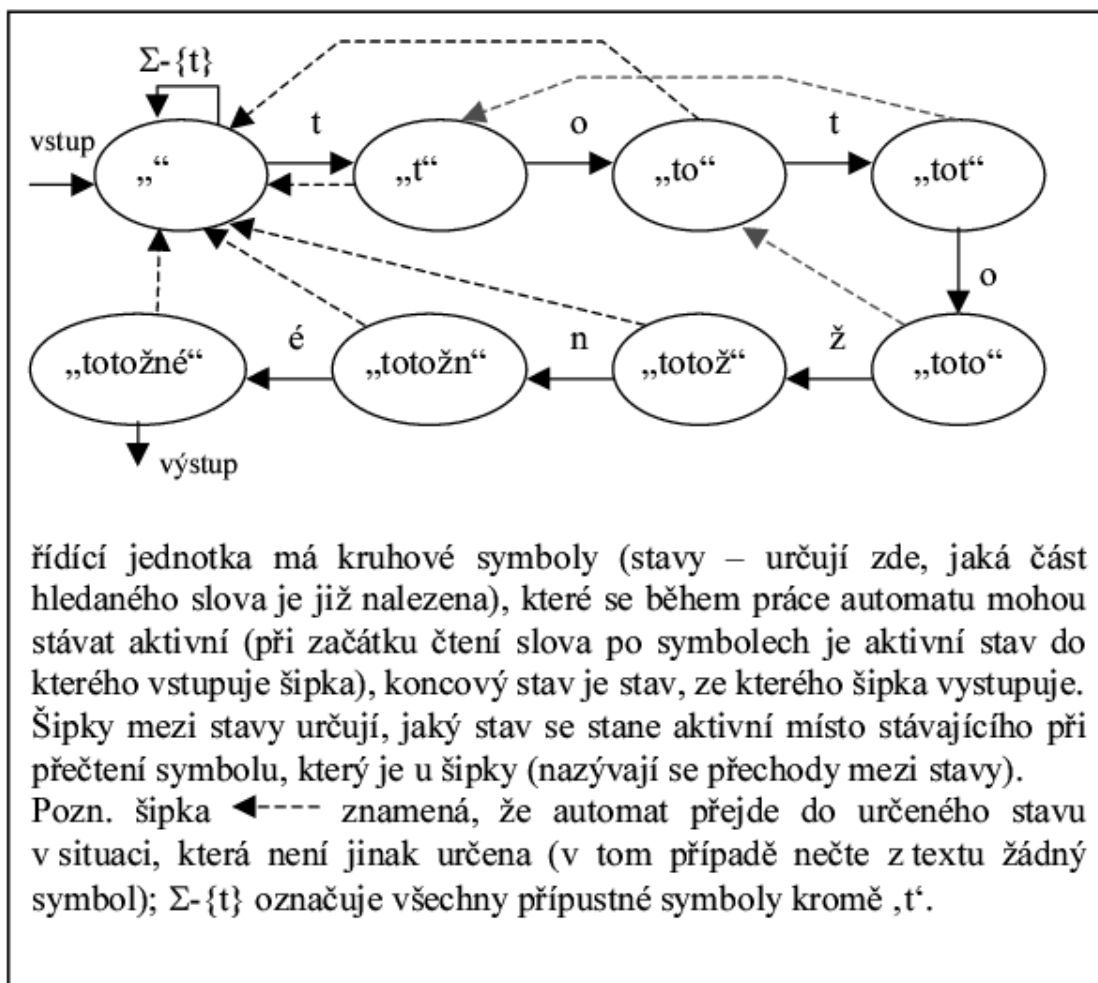 Σ-{t}
t
o
t
vstup
„“
„t“
„to“
„tot“
o
„totožné“
é
„totožn“
n
„totož“
ž
„toto“
výstup
řídící jednotka má kruhové symboly (stavy – určují zde, jaká část
hledaného slova je již nalezena), které se během práce automatu mohou
stávat aktivní (při začátku čtení slova po symbolech je aktivní stav do
kterého vstupuje šipka), koncový stav je stav, ze kterého šipka vystupuje.
Šipky mezi stavy určují, jaký stav se stane aktivní místo stávajícího při
přečtení symbolu, který je u šipky (nazývají se přechody mezi stavy).
Pozn. šipka ◄---- znamená, že automat přejde do určeného stavu
v situaci, která není jinak určena (v tom případě nečte z textu žádný
symbol); Σ-{t} označuje všechny přípustné symboly kromě ‚t‘.